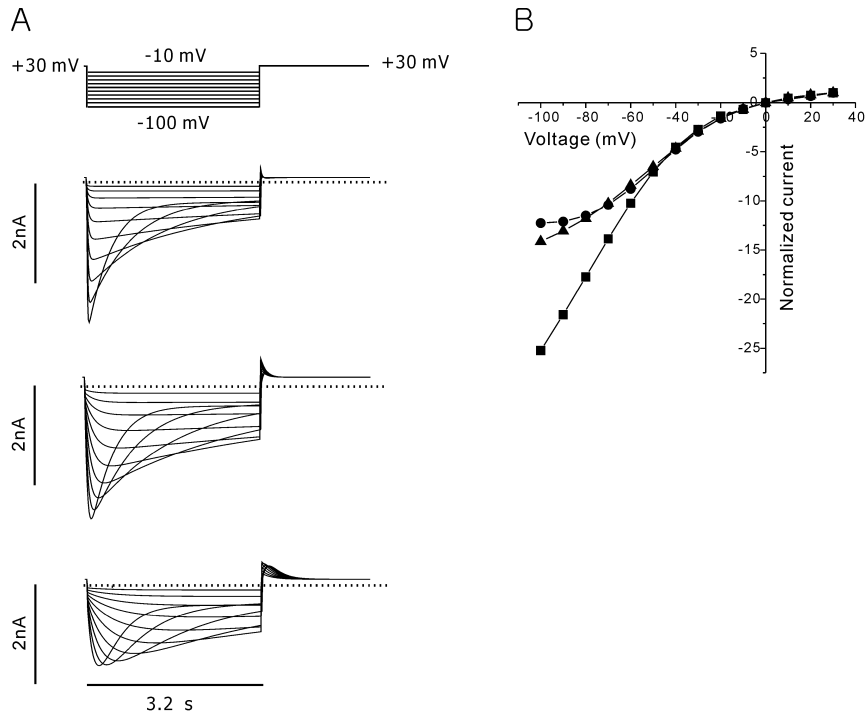 A
+30 mV
-10 mV
+30 mV
-100 mV
2nA
2nA
2nA
3.2 s
B
5
0
-5
-10
-15
-20
-25
-100
-80
-60
-40
-20
0
20
40
Voltage (mV)
Normalized current